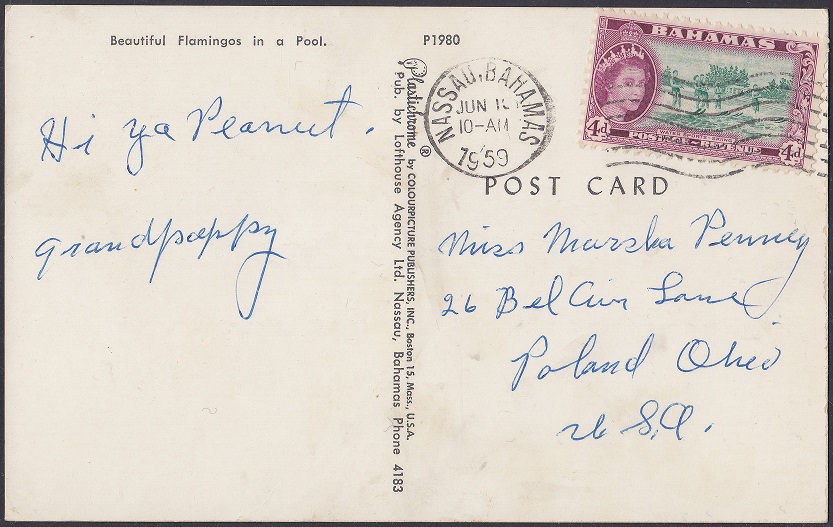 Beautiful Flamingos in a Pool.
P1980
Hi ya Peanut.
Grandpappy
Plastichrome ® by COLOURPICTURE PUBLISHERS, INC., Boston 15, Mass., U.S.A.
Pub. by Lofthouse Agency Ltd. Nassau, Bahamas Phone 4183
NASSAU, BAHAMAS
JUN
10-AM
1959
BAHAMAS
4d
POSTAGE REVENUE
4d
POST CARD
Miss Marsha Penney
26 Bel Air Lane
Poland Ohio
U.S.A.